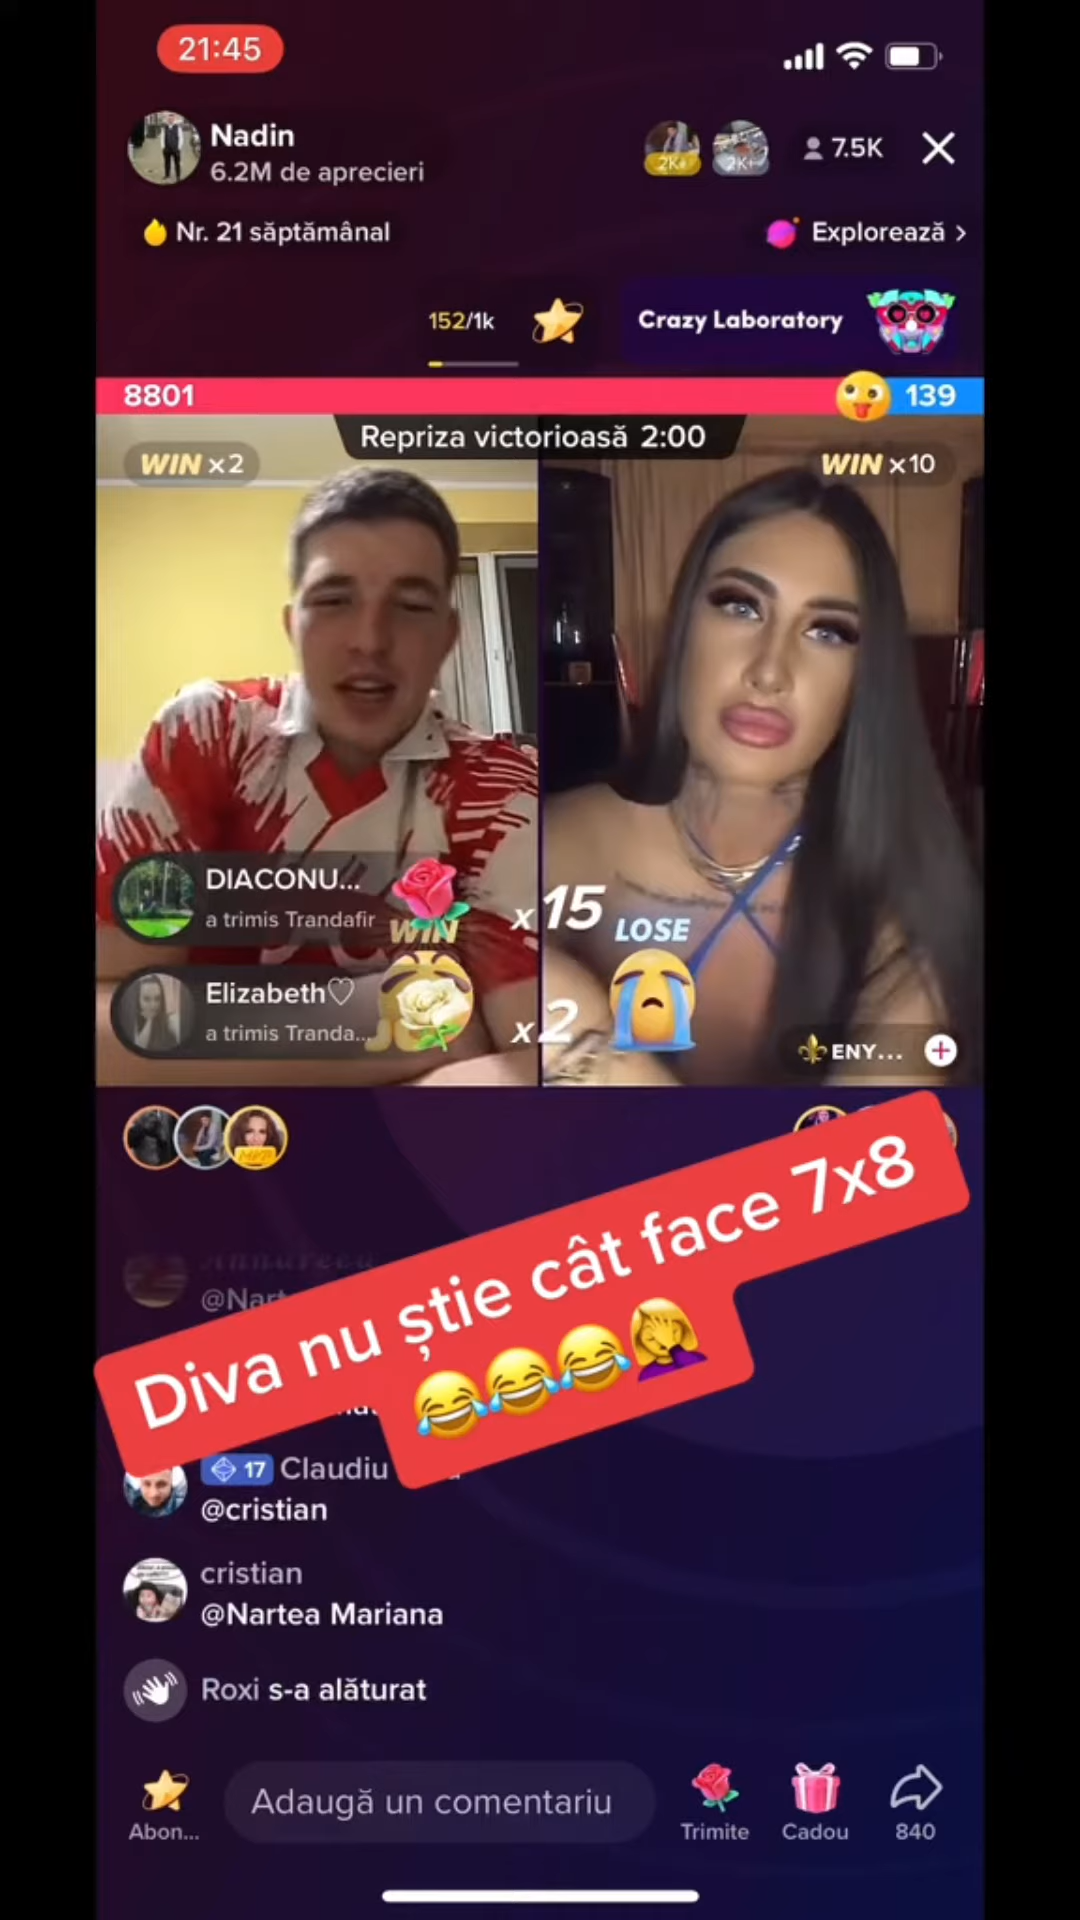 21:45
Nadin
6.2M de aprecieri
2K+
2K+
7.5K
Nr. 21 săptămânal
Explorează >
152/1k
Crazy Laboratory
8801
139
Repriza victorioasă 2:00
WIN x2
WIN x10
DIACONU...
a trimis Trandafir
x15
WIN
LOSE
Elizabeth♡
a trimis Tranda...
x2
ENY...
Diva nu știe cât face 7x8
😂😂😂🤦‍♀️
17 Claudiu
@cristian
cristian
@Nartea Mariana
Roxi s-a alăturat
Adaugă un comentariu
Abon...
Trimite
Cadou
840